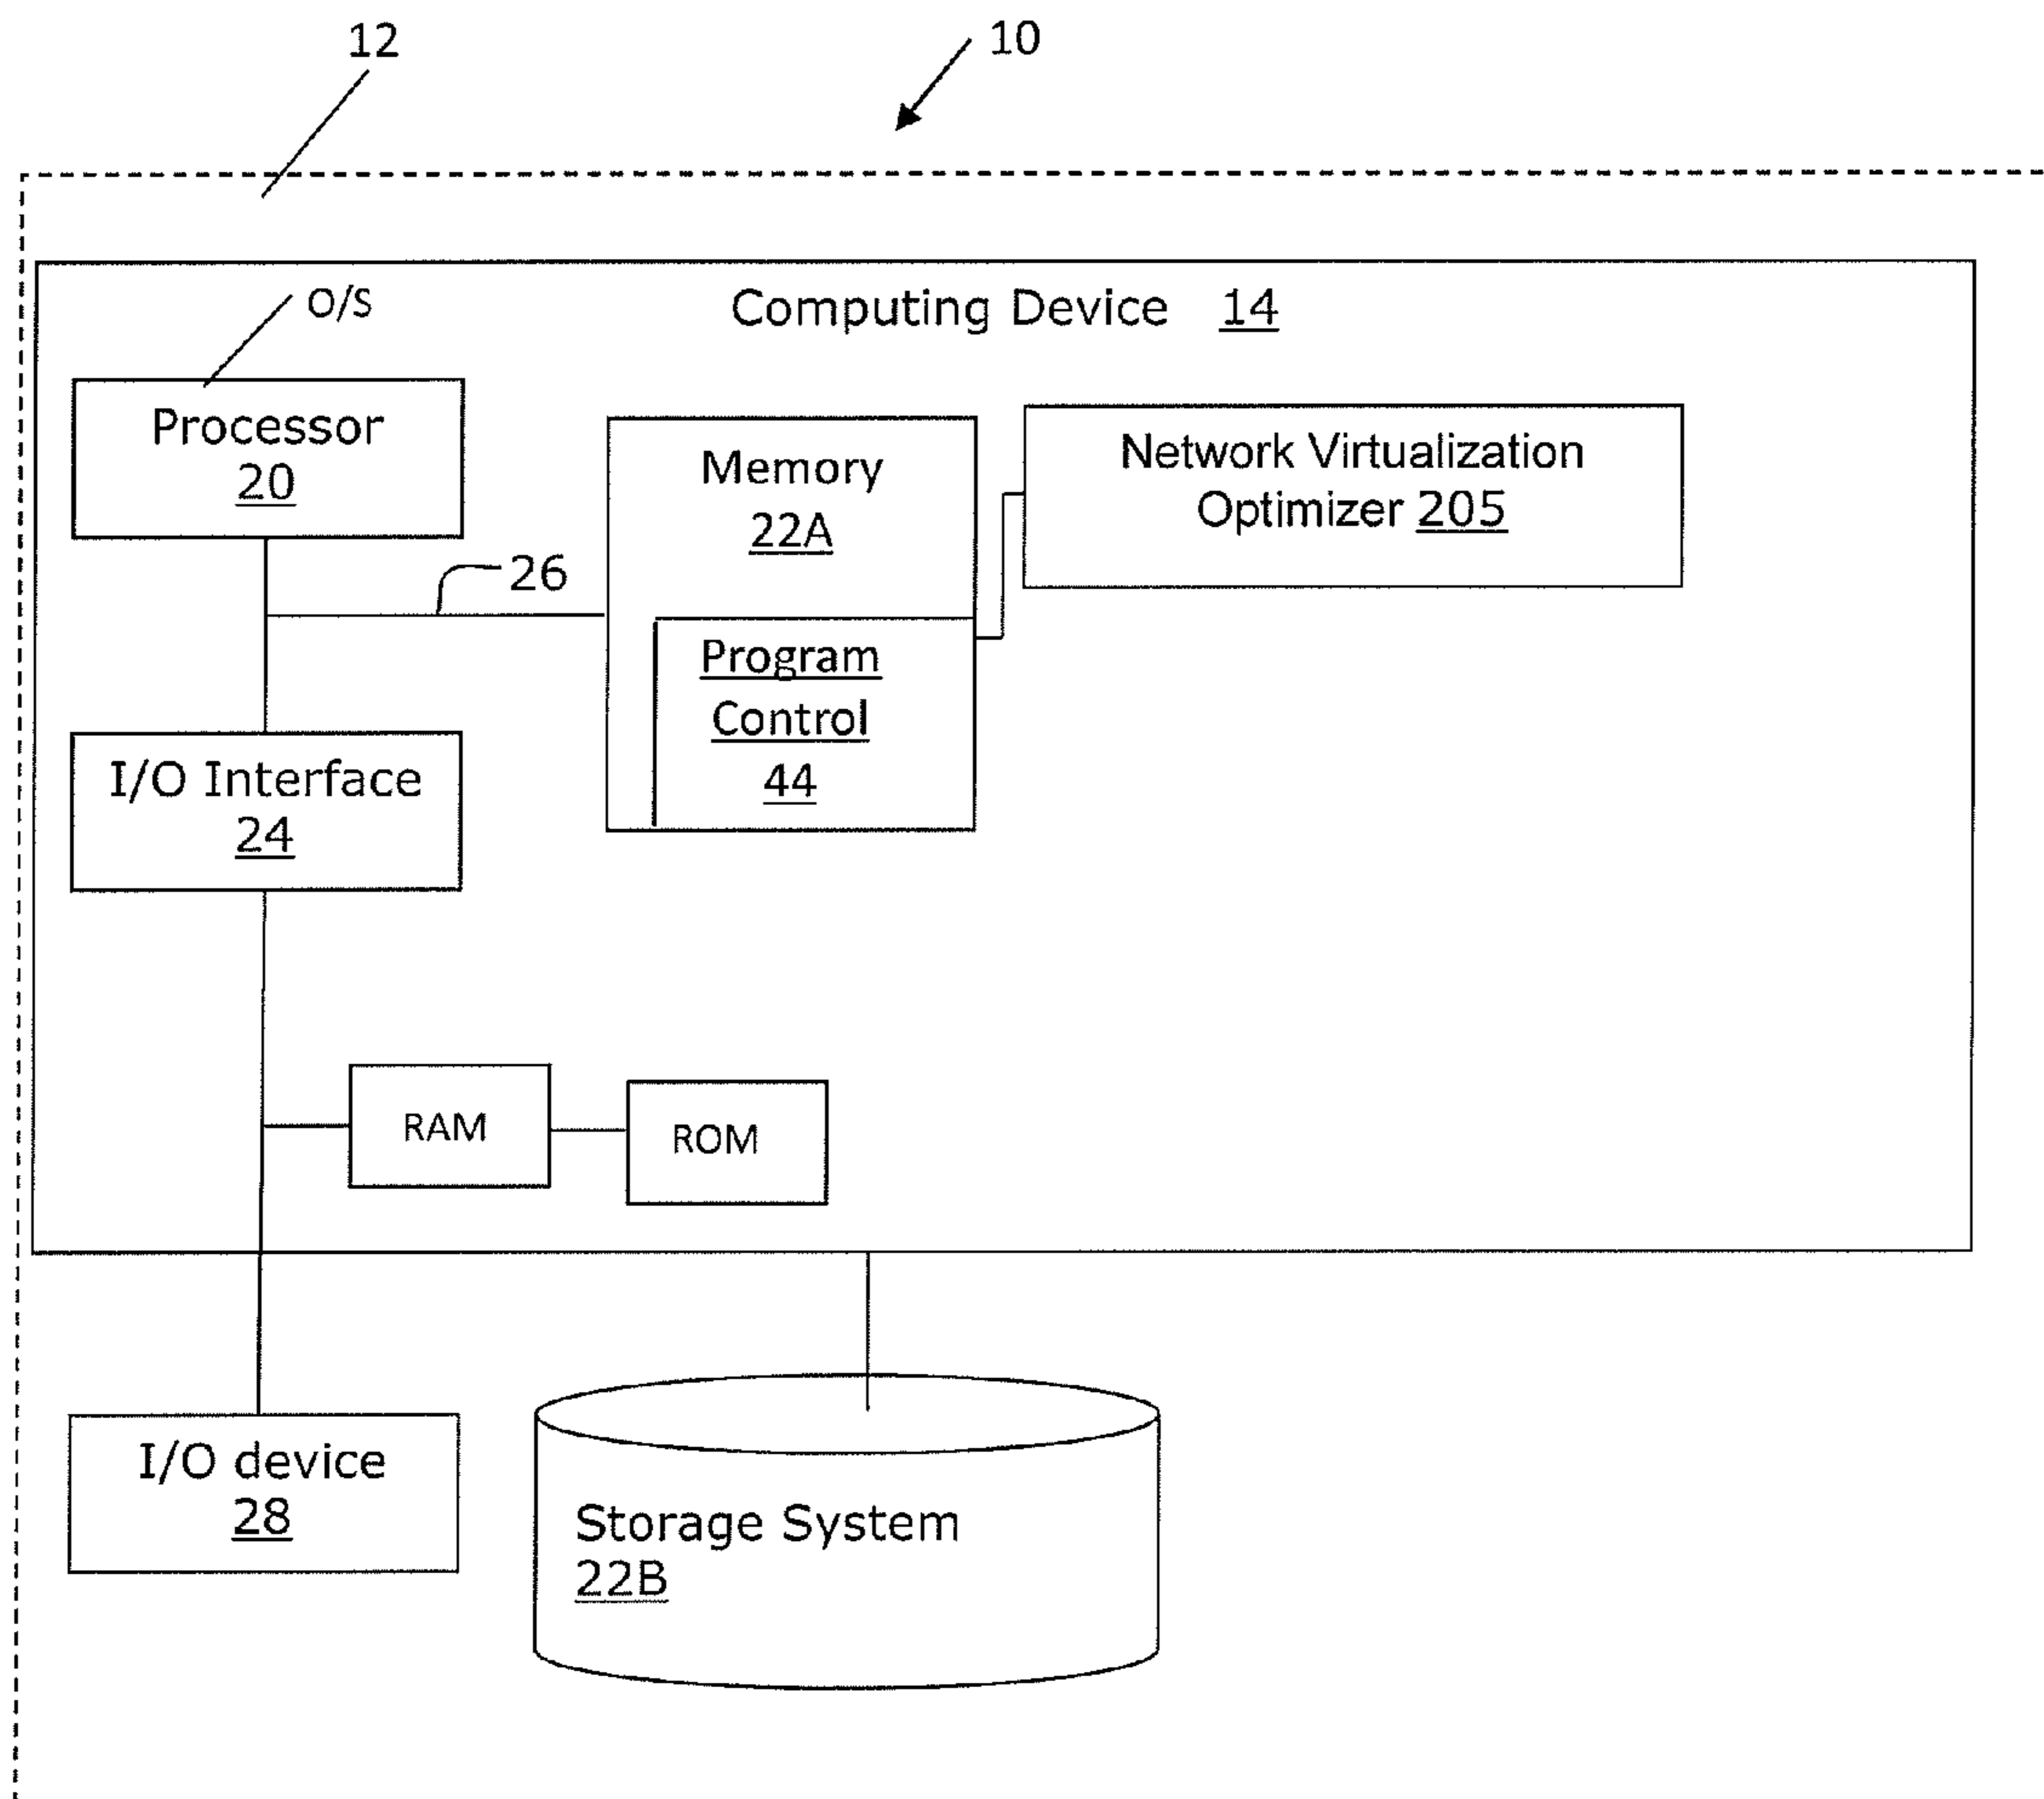 12
10
O/S
Computing Device 14
Processor
20
Memory
22A
Network Virtualization
Optimizer 205
26
Program
Control
44
I/O Interface
24
RAM
ROM
I/O device
28
Storage System
22B